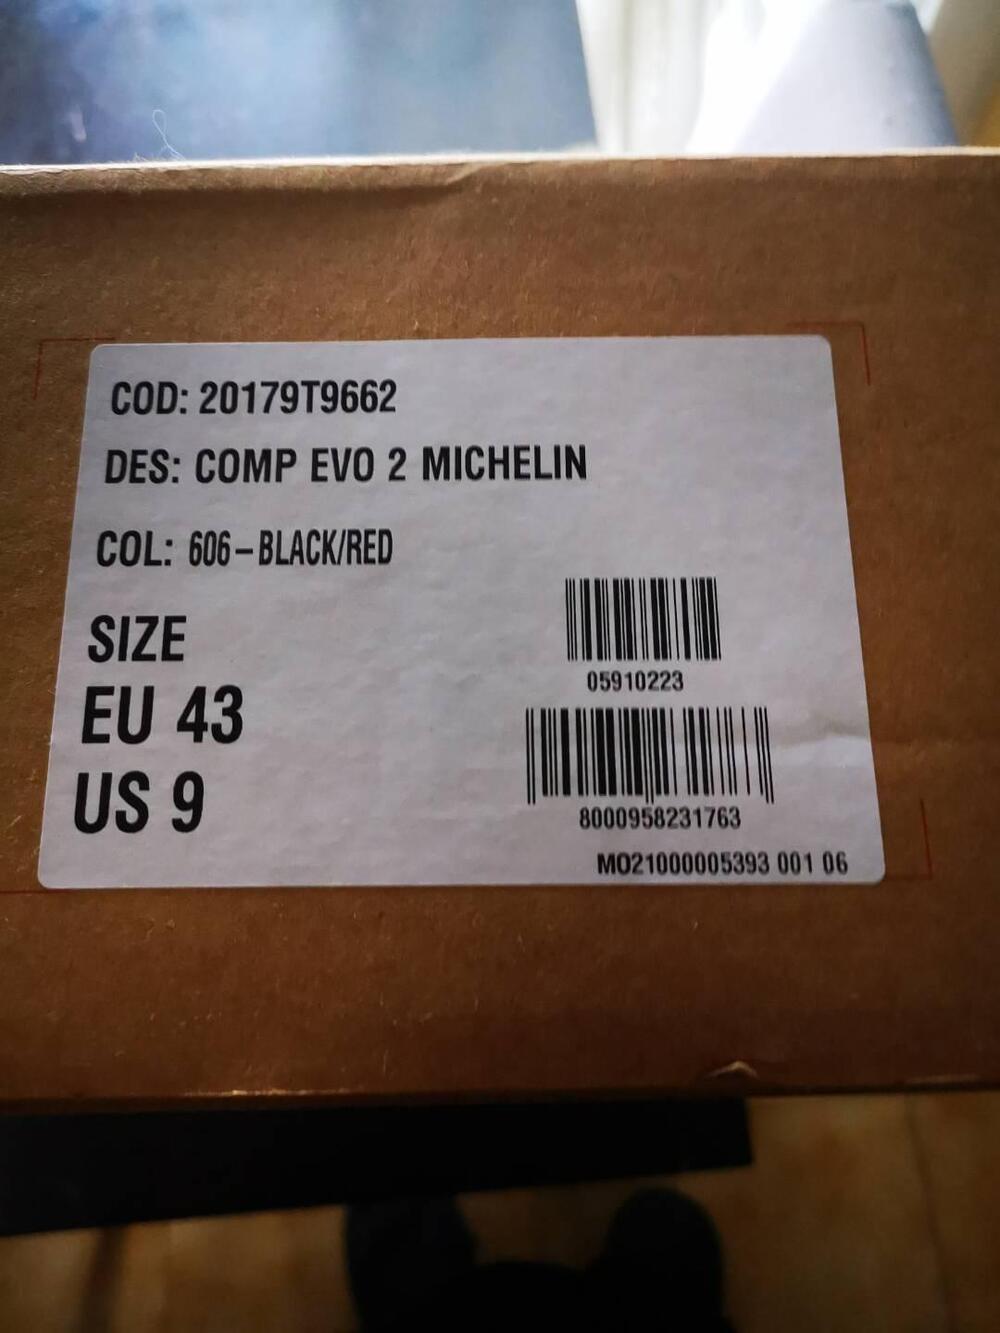 COD: 20179T9662
DES: COMP EVO 2 MICHELIN
COL: 606-BLACK/RED
SIZE
EU 43
US 9
05910223
8000958231763
MO21000005393 001 06